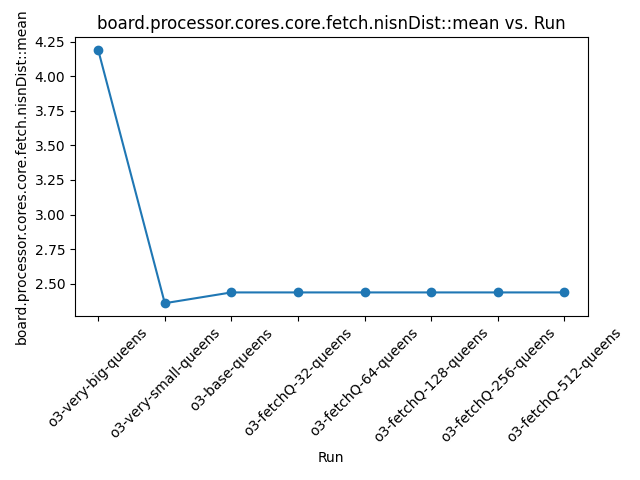 board.processor.cores.core.fetch.nisnDist::mean vs. Run
board.processor.cores.core.fetch.nisnDist::mean
4.25
4.00
3.75
3.50
3.25
3.00
2.75
2.50
o3-very-big-queens
o3-very-small-queens
o3-base-queens
o3-fetchQ-32-queens
o3-fetchQ-64-queens
o3-fetchQ-128-queens
o3-fetchQ-256-queens
o3-fetchQ-512-queens
Run